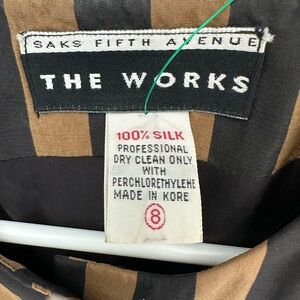 SAKS FIFTH AVENUE
THE WORKS
100% SILK
PROFESSIONAL
DRY CLEAN ONLY
WITH
PERCHLORETHYLENE
MADE IN KORE
8